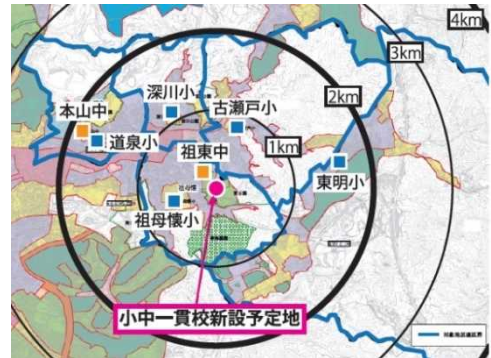 4km
3km
深川小
古瀬戸小
2km
本山中
道泉小
祖東中
1km
東明小
祖母懐小
小中一貫校新設予定地